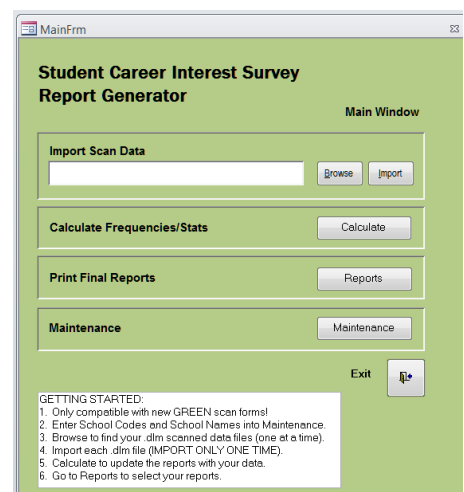 MainFrm
Student Career Interest Survey
Report Generator
Main Window
Import Scan Data
Browse
Import
Calculate Frequencies/Stats
Calculate
Print Final Reports
Reports
Maintenance
Maintenance
Exit
GETTING STARTED:
1. Only compatible with new GREEN scan forms!
2. Enter School Codes and School Names into Maintenance.
3. Browse to find your .dlm scanned data files (one at a time).
4. Import each .dlm file (IMPORT ONLY ONE TIME).
5. Calculate to update the reports with your data.
6. Go to Reports to select your reports.